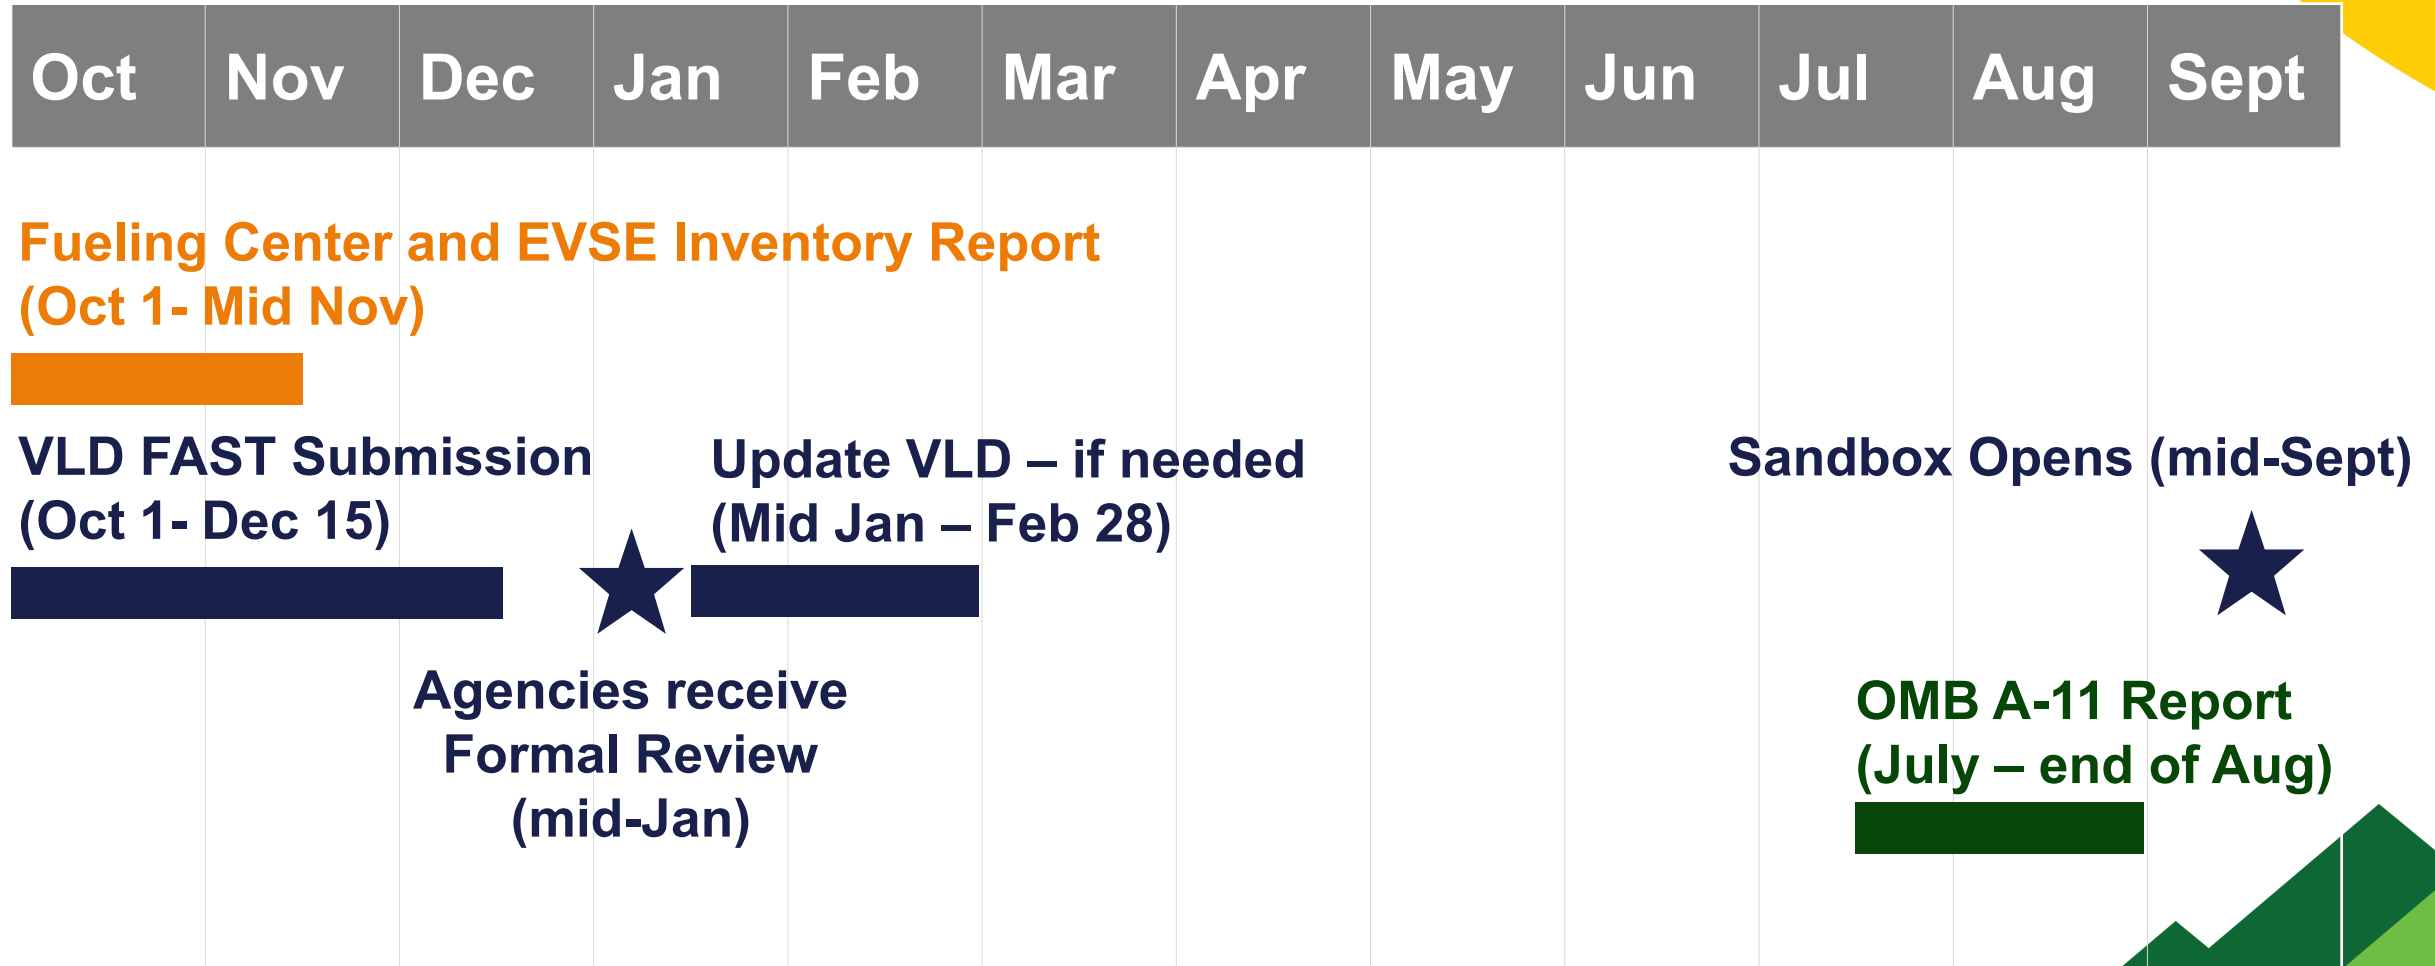 Oct Nov Dec Jan Feb Mar Apr May Jun Jul Aug Sept
Fueling Center and EVSE Inventory Report
(Oct 1- Mid Nov)
VLD FAST Submission
(Oct 1- Dec 15)
Update VLD – if needed
(Mid Jan – Feb 28)
Sandbox Opens (mid-Sept)
Agencies receive
Formal Review
(mid-Jan)
OMB A-11 Report
(July – end of Aug)